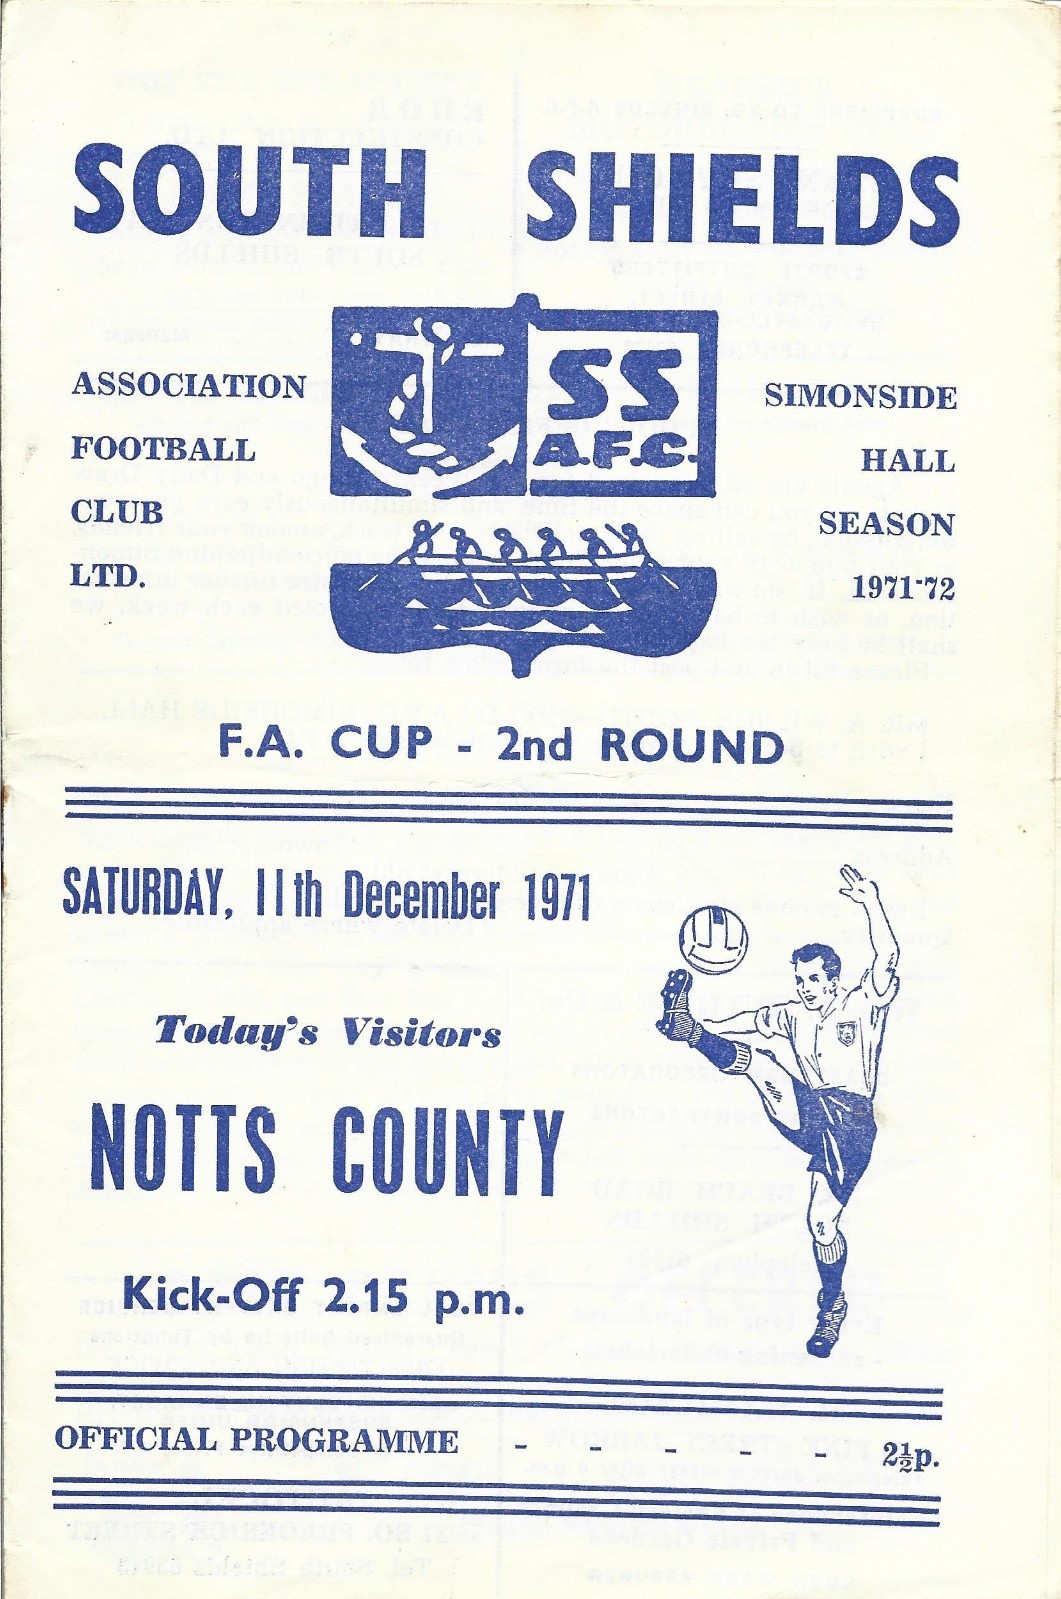 SOUTH SHIELDS
ASSOCIATION
FOOTBALL
CLUB
LTD.
SS
A.F.C.
SIMONSIDE
HALL
SEASON
1971-72
F.A. CUP - 2nd ROUND
SATURDAY, 11th December 1971
Today's Visitors
NOTTS COUNTY
Kick-Off 2.15 p.m.
OFFICIAL PROGRAMME - - - - - 2½p.